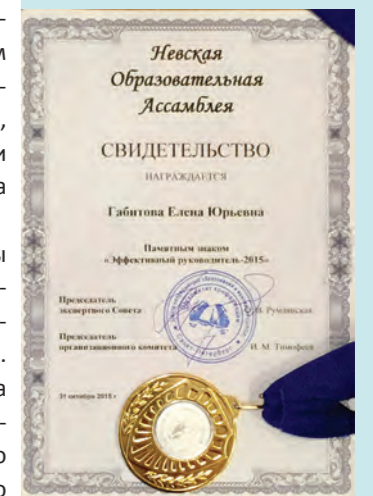 Невская
Образовательная
Ассамблея
СВИДЕТЕЛЬСТВО
НАГРАЖДАЕТСЯ
Габитова Елена Юрьевна
Памятным знаком
«Эффективный руководитель-2015»
Председатель
экспертного Совета
Председатель
организационного комитета И. М. Тимофеев
31 октября 2015 г.